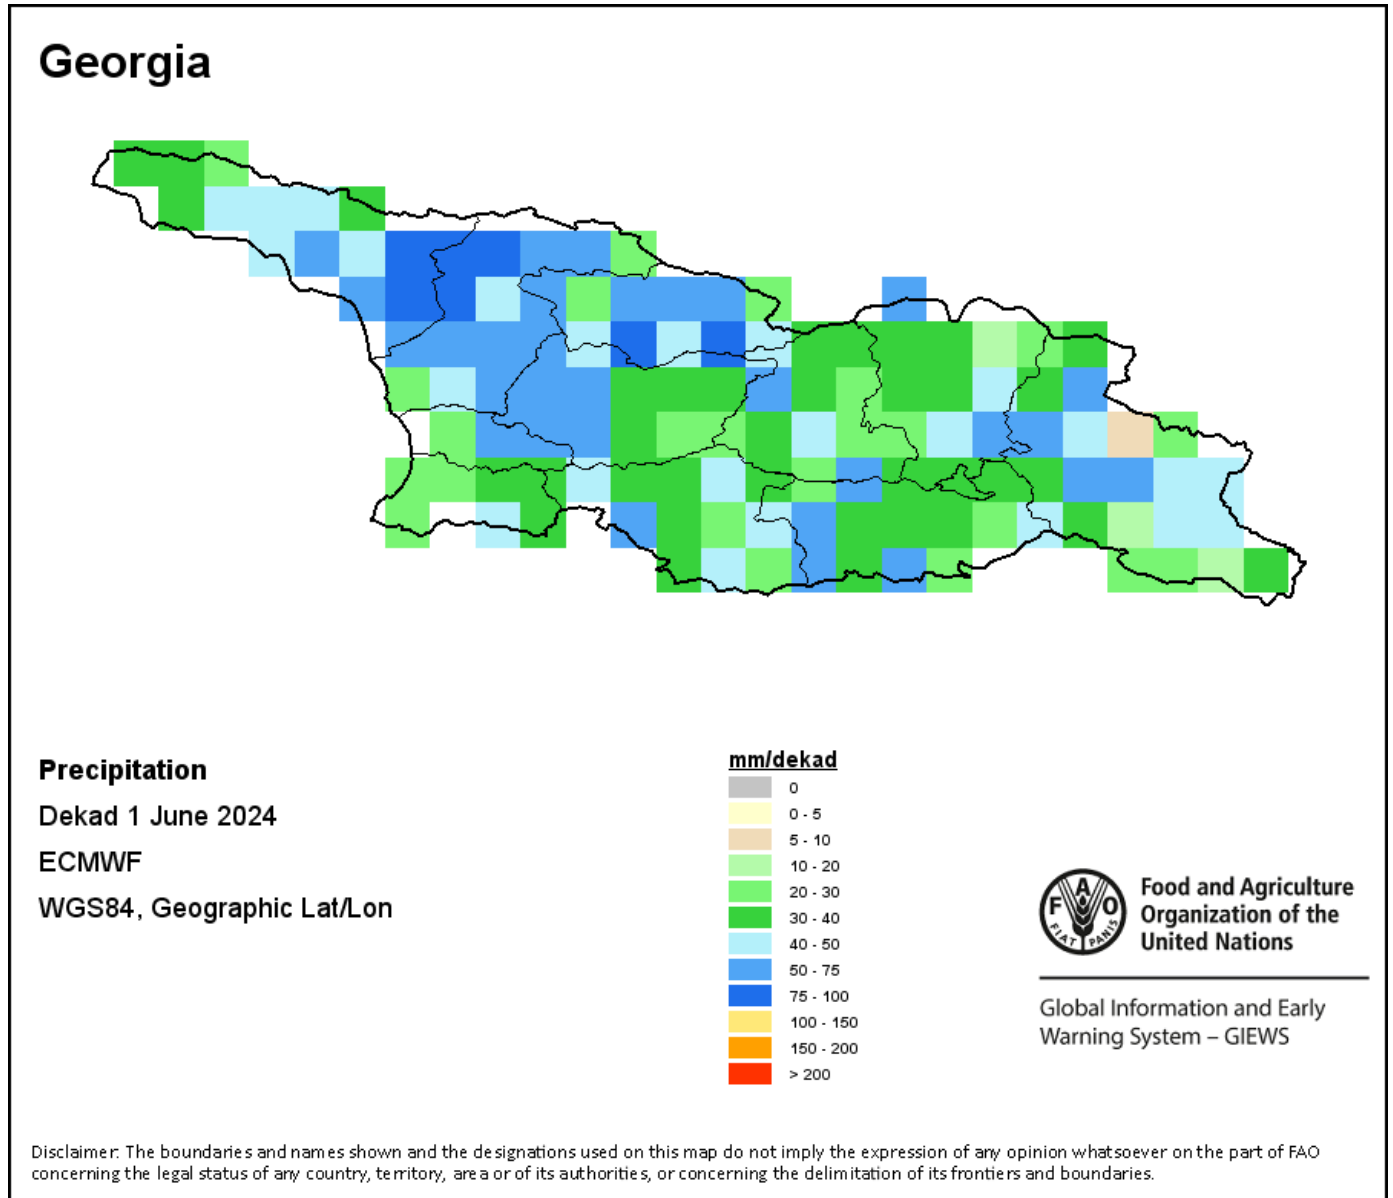 Georgia
Precipitation
Dekad 1 June 2024
ECMWF
WGS84, Geographic Lat/Lon
mm/dekad
0
0 - 5
5 - 10
10 - 20
20 - 30
30 - 40
40 - 50
50 - 75
75 - 100
100 - 150
150 - 200
> 200
F A O
FIAT PANIS
Food and Agriculture
Organization of the
United Nations
Global Information and Early
Warning System – GIEWS
Disclaimer: The boundaries and names shown and the designations used on this map do not imply the expression of any opinion whatsoever on the part of FAO
concerning the legal status of any country, territory, area or of its authorities, or concerning the delimitation of its frontiers and boundaries.